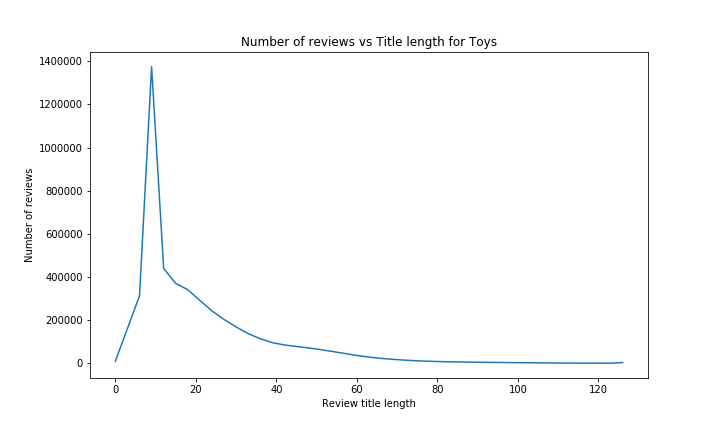 Number of reviews vs Title length for Toys
1400000
1200000
1000000
800000
600000
400000
200000
0
Number of reviews
0 20 40 60 80 100 120
Review title length